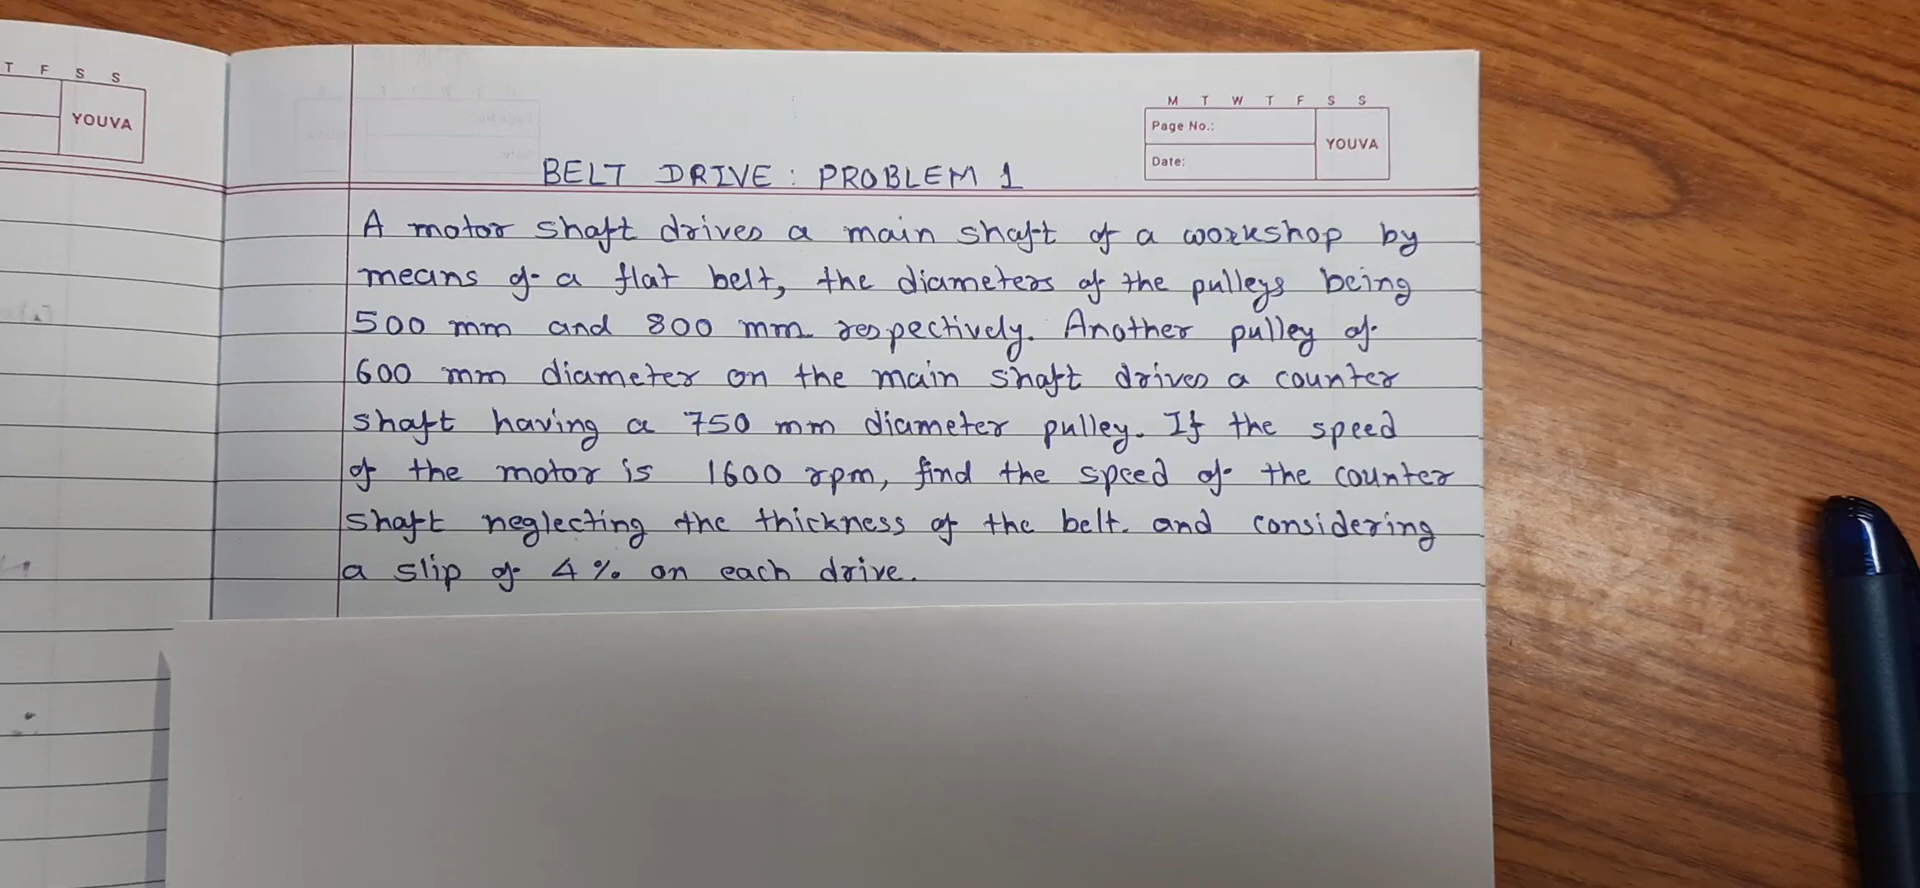 T F S S
YOUVA
M T W T F S S
Page No.:
YOUVA
Date:
BELT DRIVE : PROBLEM 1
A motor shaft drives a main shaft of a workshop by
means of a flat belt, the diameters of the pulleys being
500 mm and 800 mm respectively. Another pulley of
600 mm diameter on the main shaft drives a counter
shaft having a 750 mm diameter pulley. If the speed
of the motor is 1600 rpm, find the speed of the counter
shaft neglecting the thickness of the belt. and considering
a slip of 4 % on each drive.